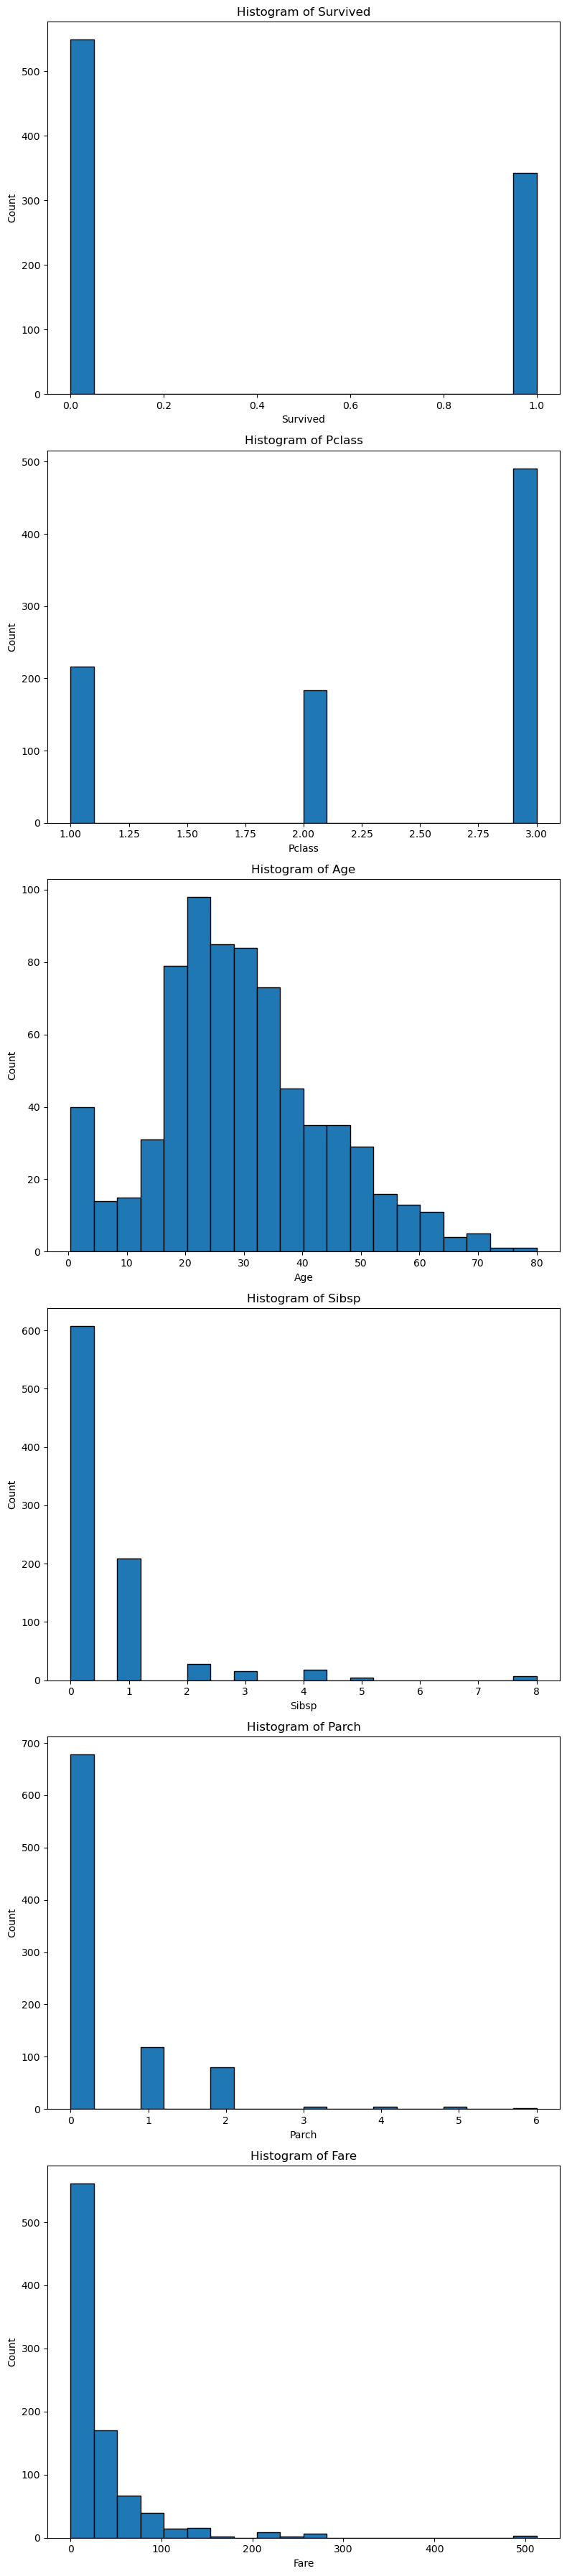 Histogram of Survived
500
400
300
200
100
0
Count
0.0 0.2 0.4 0.6 0.8 1.0
Survived
Histogram of Pclass
500
400
300
200
100
0
Count
1.00 1.25 1.50 1.75 2.00 2.25 2.50 2.75 3.00
Pclass
Histogram of Age
100
80
60
40
20
0
Count
0 10 20 30 40 50 60 70 80
Age
Histogram of Sibsp
600
500
400
300
200
100
0
Count
0 1 2 3 4 5 6 7 8
Sibsp
Histogram of Parch
700
600
500
400
300
200
100
0
Count
0 1 2 3 4 5 6
Parch
Histogram of Fare
500
400
300
200
100
0
Count
0 100 200 300 400 500
Fare